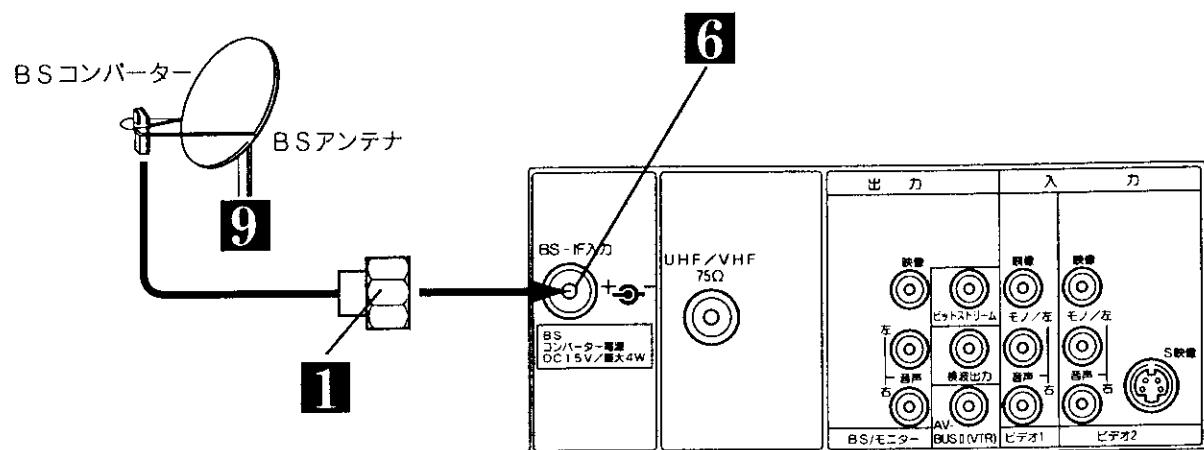 6
BSコンバーター
BSアンテナ
9
1
BS-IF入力
+ -
BS
コンバーター電源
DC15V/最大4W
UHF/VHF
75Ω
出力
入力
映像
ビットストリーム
左
音声
右
検波出力
AV-
BUSⅡ(VTR)
BS/モニター
映像
モノ/左
音声
右
ビデオ1
映像
モノ/左
音声
右
S映像
ビデオ2